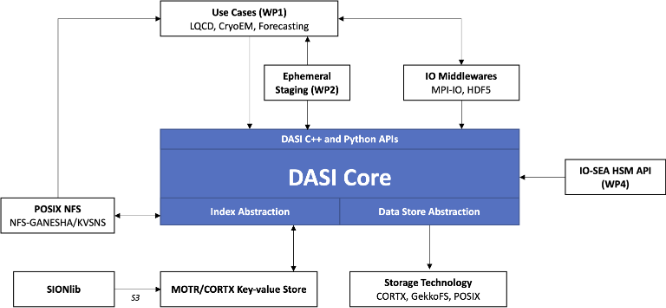 Use Cases (WP1)
LQCD, CryoEM, Forecasting
Ephemeral
Staging (WP2)
IO Middlewares
MPI-IO, HDF5
DASI C++ and Python APIs
DASI Core
IO-SEA HSM API
(WP4)
POSIX NFS
NFS-GANESHA/KVSNS
Index Abstraction
Data Store Abstraction
SIONlib
S3
MOTR/CORTX Key-value Store
Storage Technology
CORTX, GekkoFS, POSIX